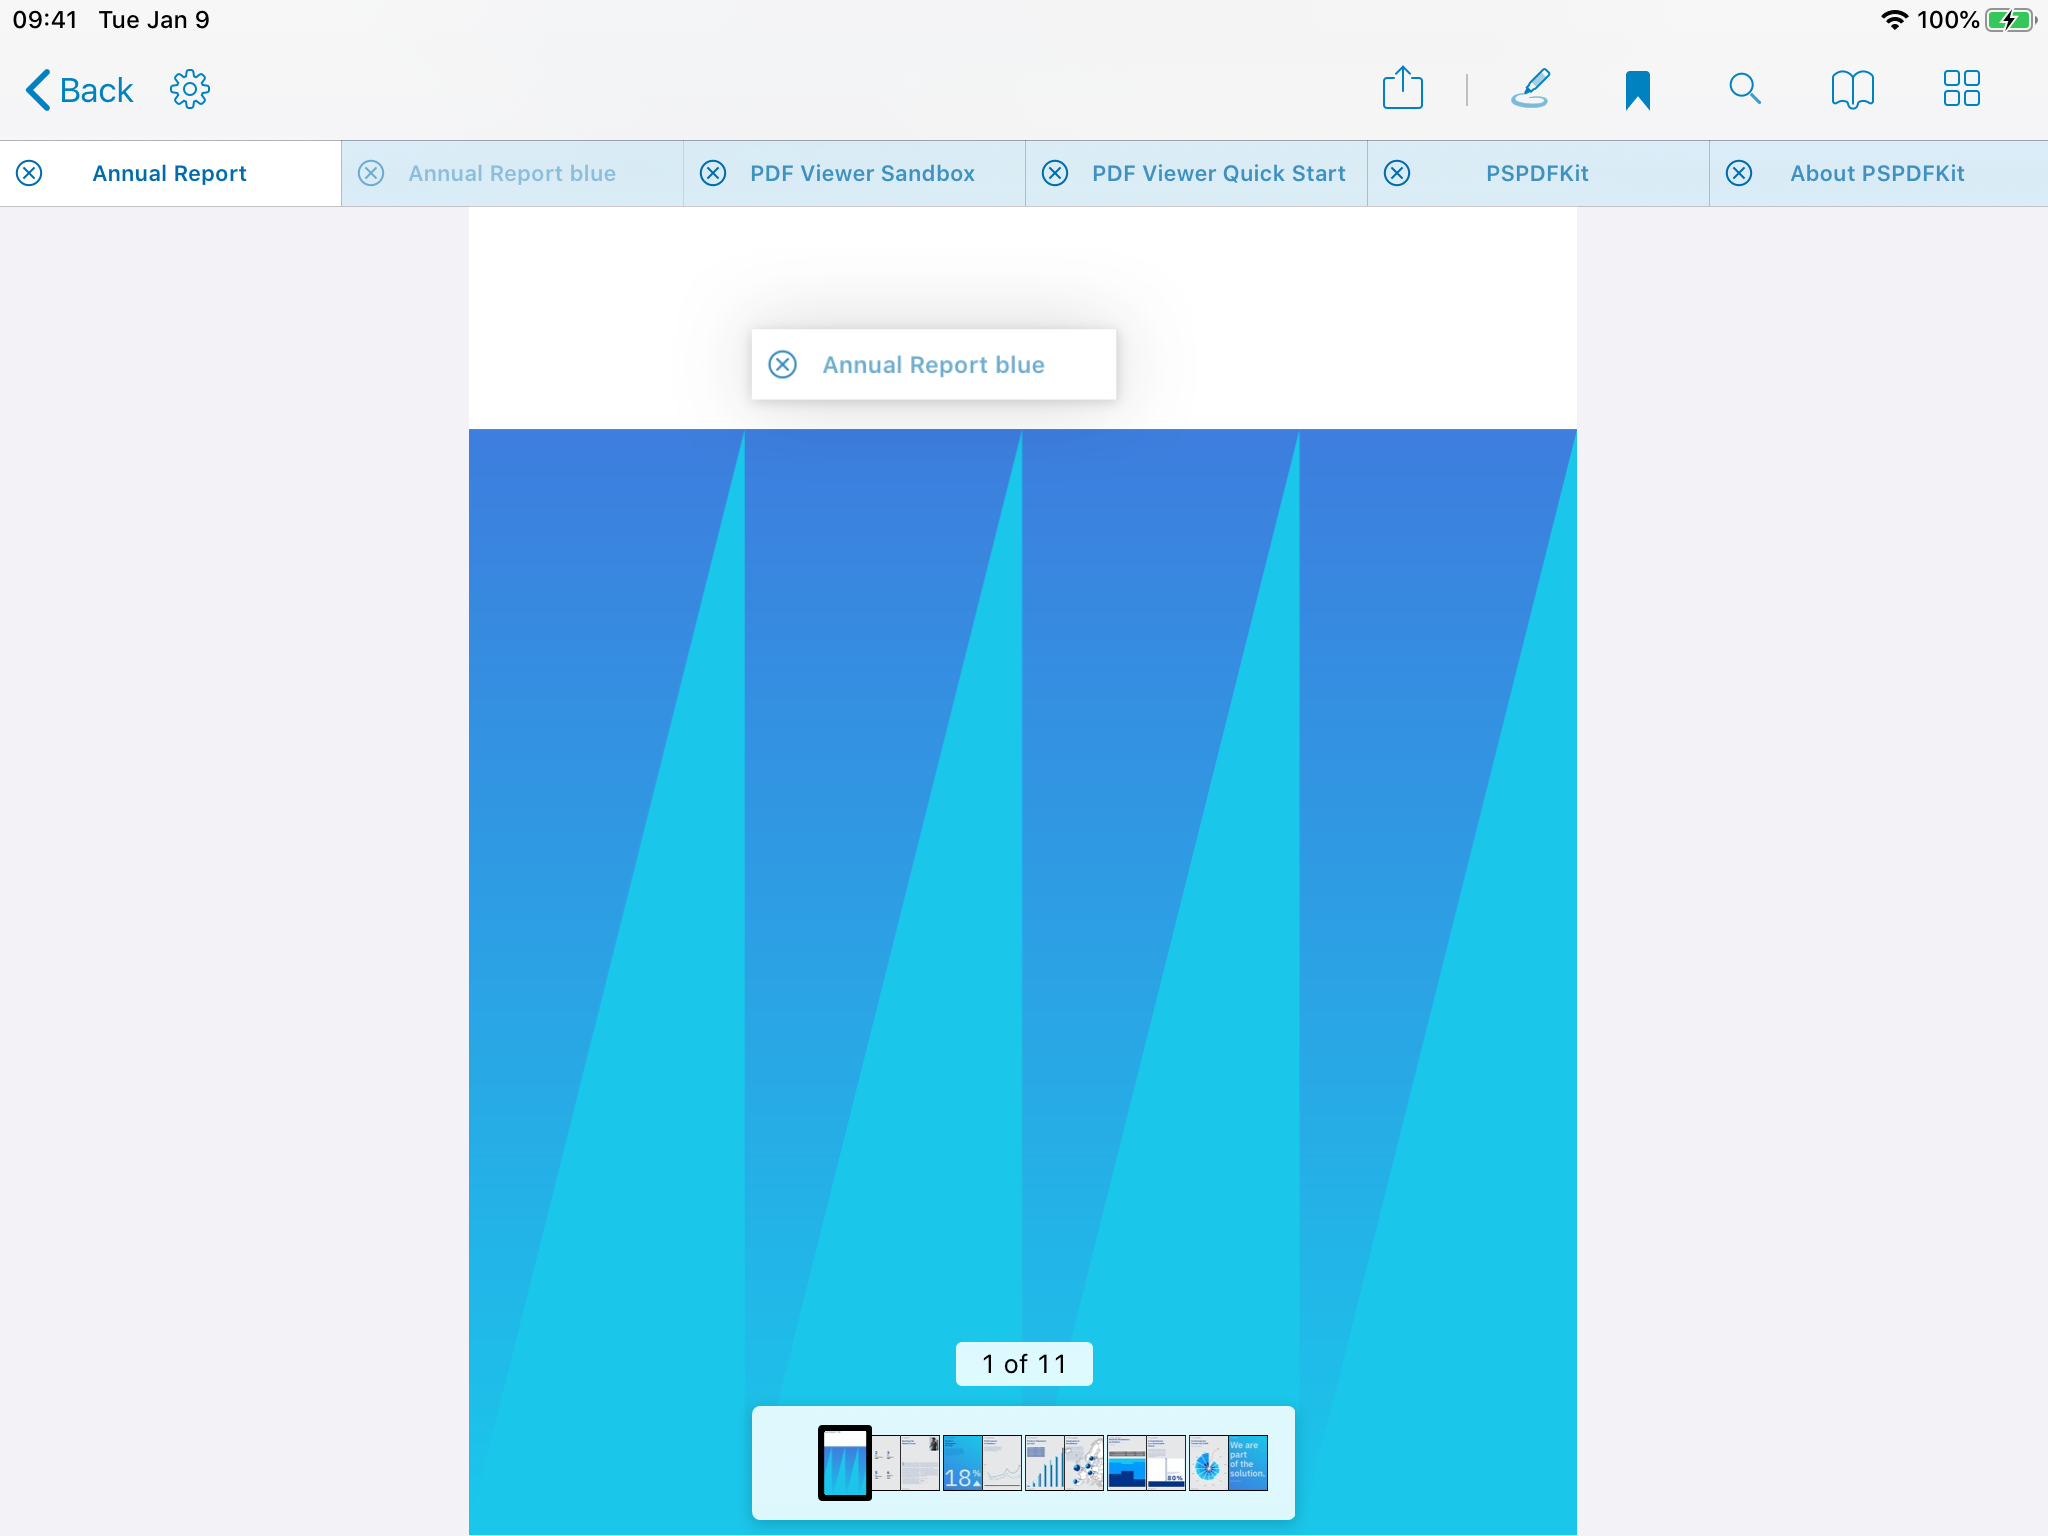 09:41 Tue Jan 9
100%
Back
Annual Report
Annual Report blue
PDF Viewer Sandbox
PDF Viewer Quick Start
PSPDFKit
About PSPDFKit
Annual Report blue
1 of 11
18%
80%
We are
part
of the
solution.